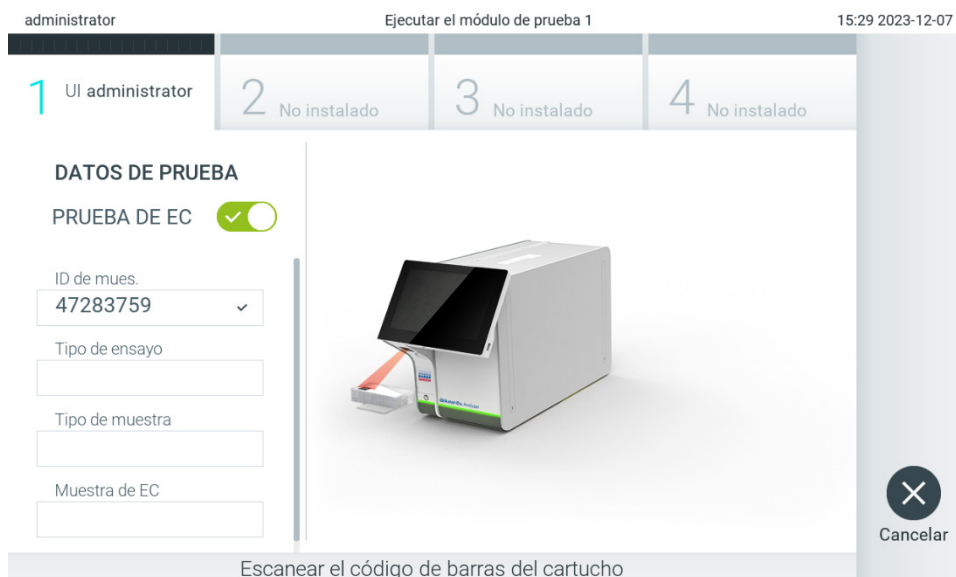 administrator Ejecutar el módulo de prueba 1 15:29 2023-12-07
1 UI administrator 2 No instalado 3 No instalado 4 No instalado
DATOS DE PRUEBA
PRUEBA DE EC
ID de mues.
47283759
Tipo de ensayo
Tipo de muestra
Muestra de EC
Cancelar
Escanear el código de barras del cartucho